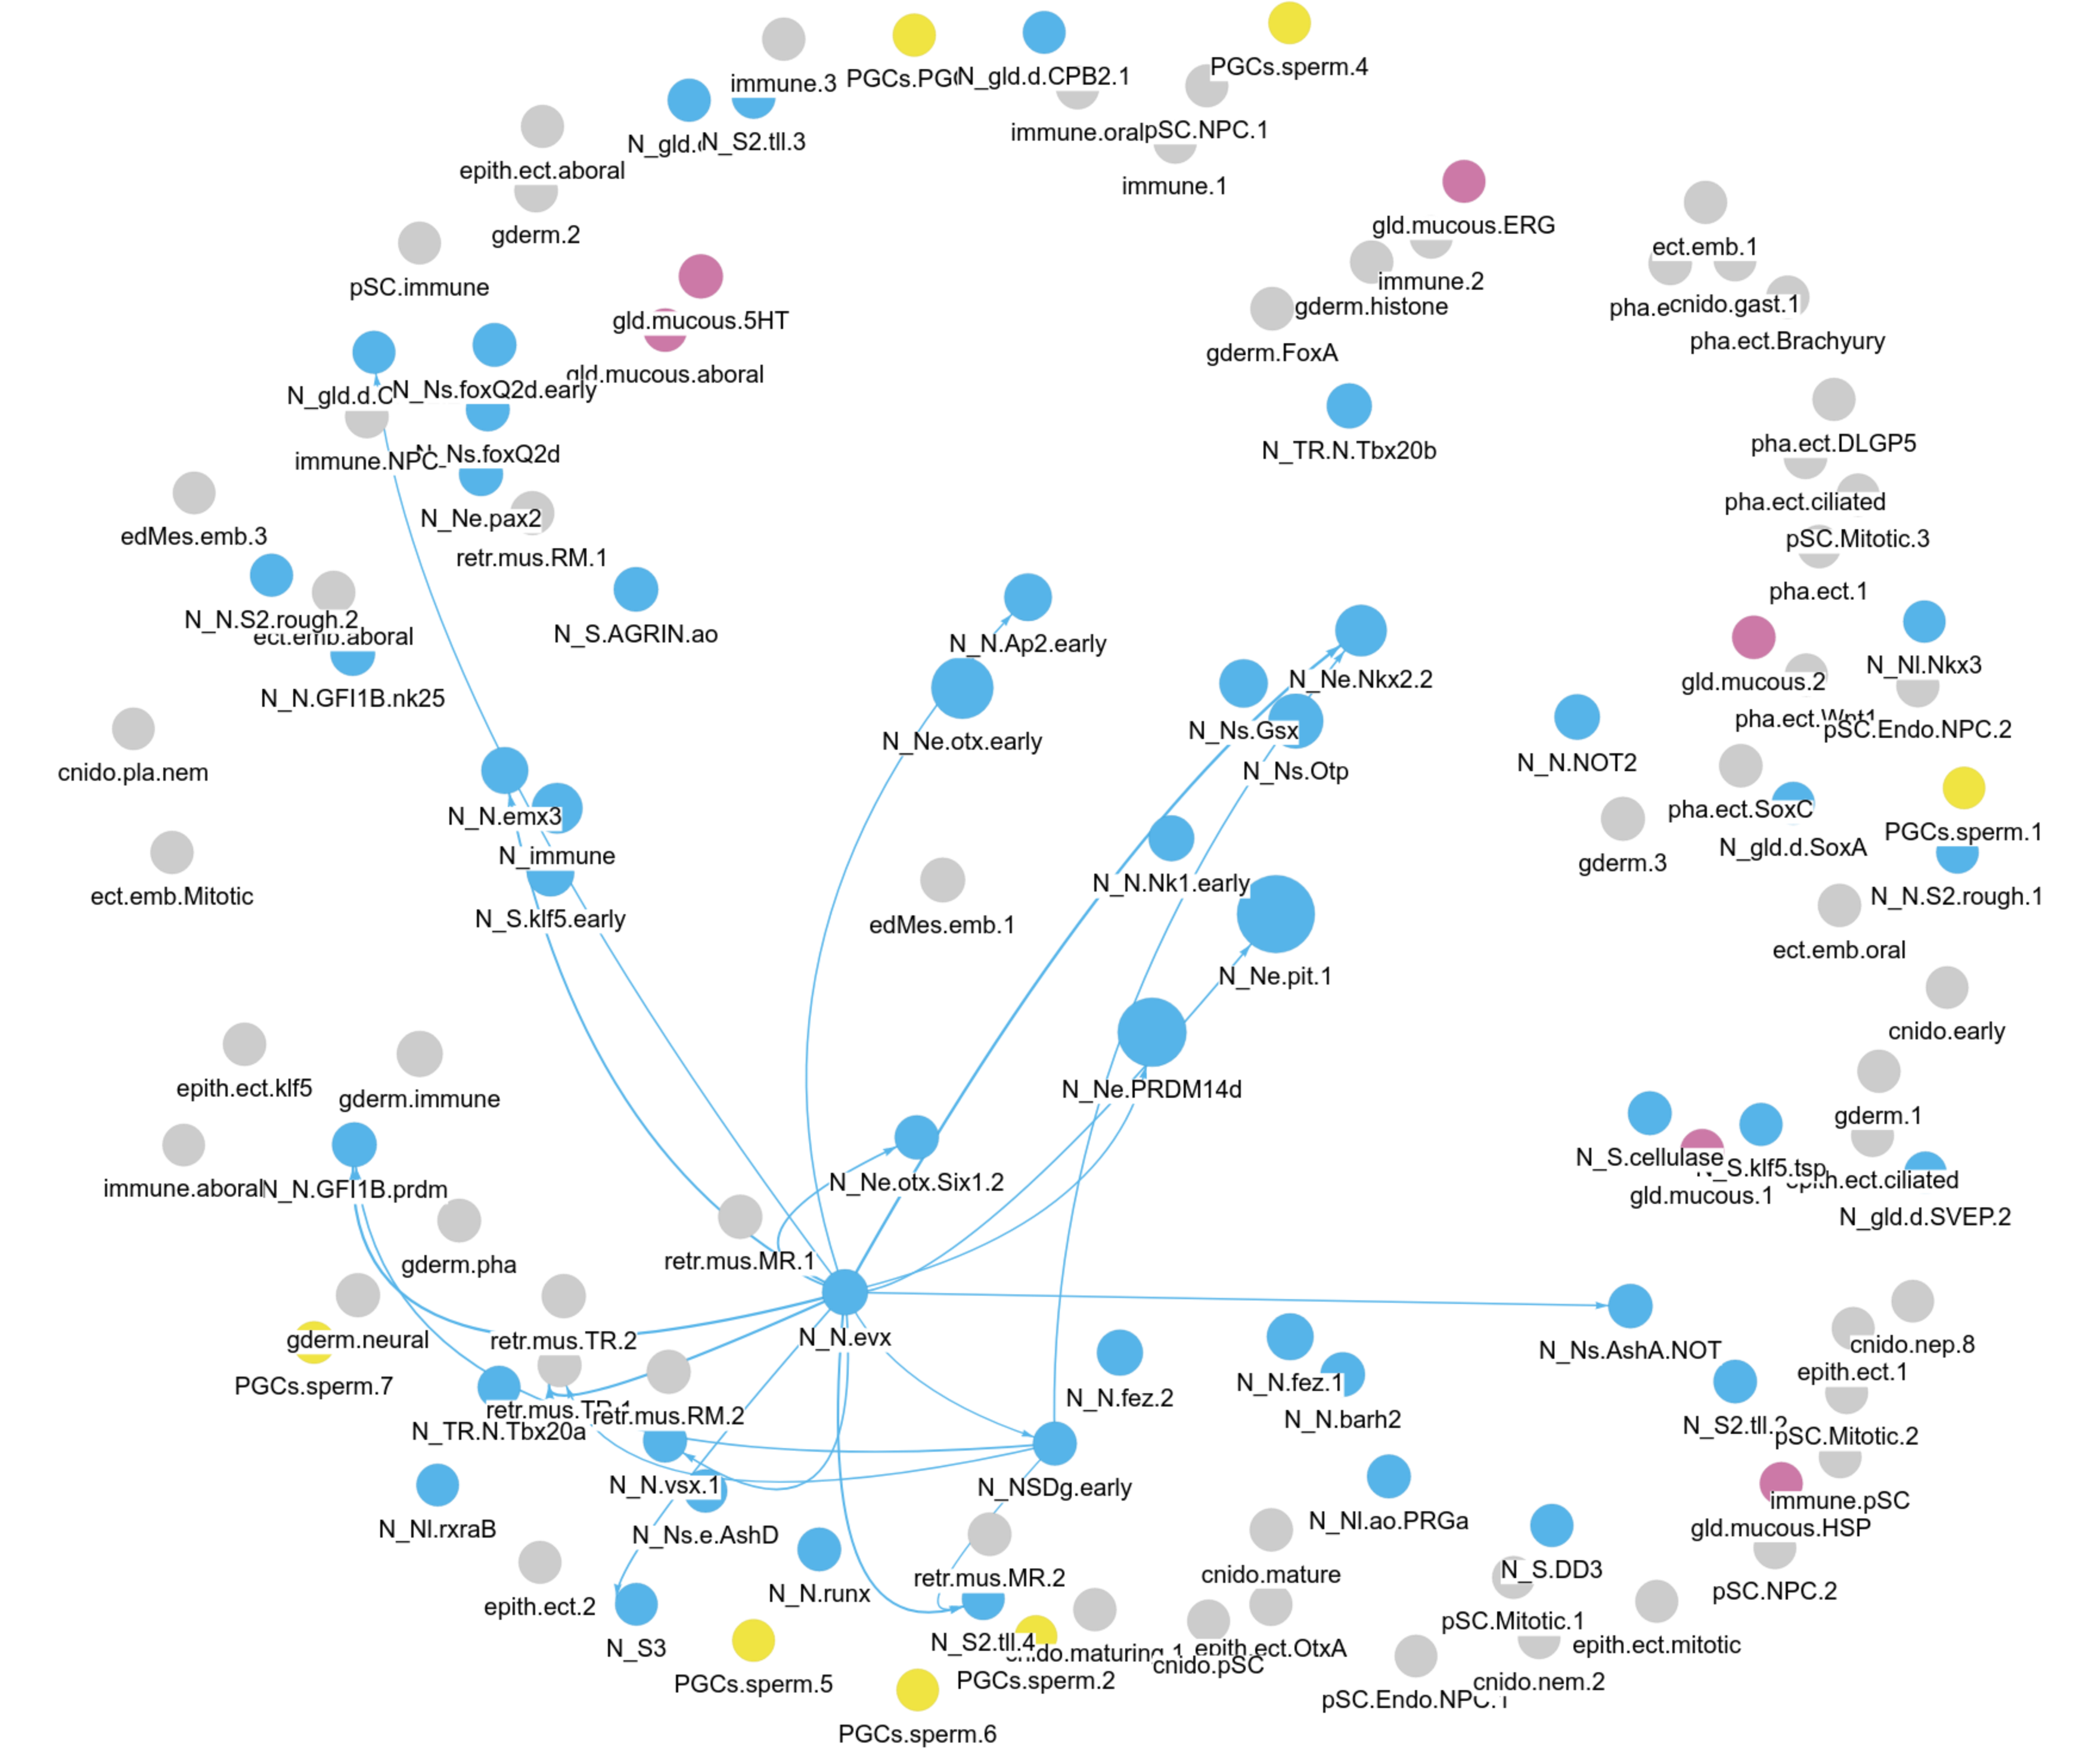 immune.3
PGCs.PG
N_gld.d.CPB2.1
PGCs.sperm.4
N_gld.
N_S2.tll.3
immune.oral
pSC.NPC.1
epith.ect.aboral
immune.1
gderm.2
gld.mucous.ERG
ect.emb.1
pSC.immune
immune.2
gderm.histone
pha.e
cnido.gast.1
gld.mucous.5HT
gderm.FoxA
pha.ect.Brachyury
gld.mucous.aboral
N_gld.d.C
N_Ns.foxQ2d.early
immune.NPC
N_Ns.foxQ2d
N_TR.N.Tbx20b
pha.ect.DLGP5
pha.ect.ciliated
N_Ne.pax2
edMes.emb.3
retr.mus.RM.1
pSC.Mitotic.3
pha.ect.1
N_N.S2.rough.2
ect.emb.aboral
N_S.AGRIN.ao
N_N.Ap2.early
N_N.GFI1B.nk25
N_Ne.Nkx2.2
gld.mucous.2
N_Nl.Nkx3
pha.ect.Wnt1
pSC.Endo.NPC.2
N_Ne.otx.early
N_Ns.Gsx
N_Ns.Otp
N_N.NOT2
cnido.pla.nem
N_N.emx3
pha.ect.SoxC
PGCs.sperm.1
N_immune
N_gld.d.SoxA
gderm.3
ect.emb.Mitotic
N_N.Nk1.early
N_N.S2.rough.1
N_S.klf5.early
edMes.emb.1
ect.emb.oral
N_Ne.pit.1
cnido.early
epith.ect.klf5
gderm.immune
N_Ne.PRDM14d
gderm.1
N_S.cellulase
N_S.klf5.tsp
epith.ect.ciliated
immune.aboral
N_N.GFI1B.prdm
N_Ne.otx.Six1.2
gld.mucous.1
N_gld.d.SVEP.2
gderm.pha
retr.mus.MR.1
gderm.neural
retr.mus.TR.2
N_N.evx
N_Ns.AshA.NOT
cnido.nep.8
epith.ect.1
PGCs.sperm.7
N_N.fez.2
N_N.fez.1
N_N.barh2
retr.mus.TR.1
retr.mus.RM.2
N_TR.N.Tbx20a
N_S2.tll.2
pSC.Mitotic.2
N_N.vsx.1
N_NSDg.early
immune.pSC
N_Nl.rxraB
N_Ns.e.AshD
N_Nl.ao.PRGa
gld.mucous.HSP
N_S.DD3
cnido.mature
retr.mus.MR.2
N_N.runx
pSC.NPC.2
epith.ect.2
pSC.Mitotic.1
N_S3
N_S2.tll.4
cnido.maturing.1
epith.ect.OtxA
epith.ect.mitotic
cnido.pSC
PGCs.sperm.5
PGCs.sperm.2
cnido.nem.2
pSC.Endo.NPC.1
PGCs.sperm.6